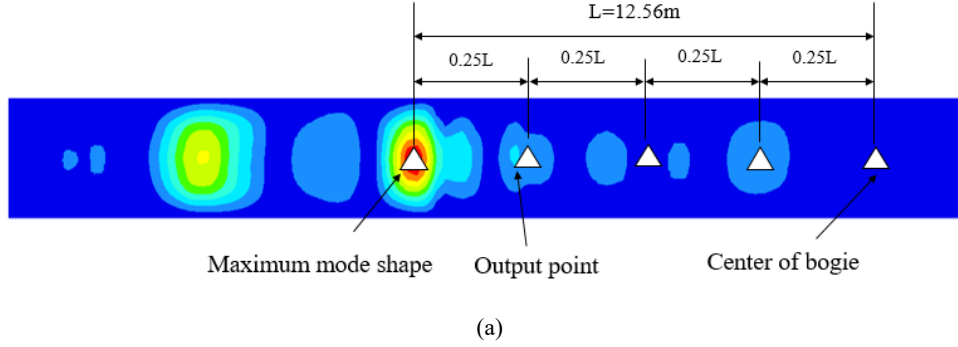 L=12.56m
0.25L 0.25L 0.25L 0.25L
Maximum mode shape Output point Center of bogie
(a)